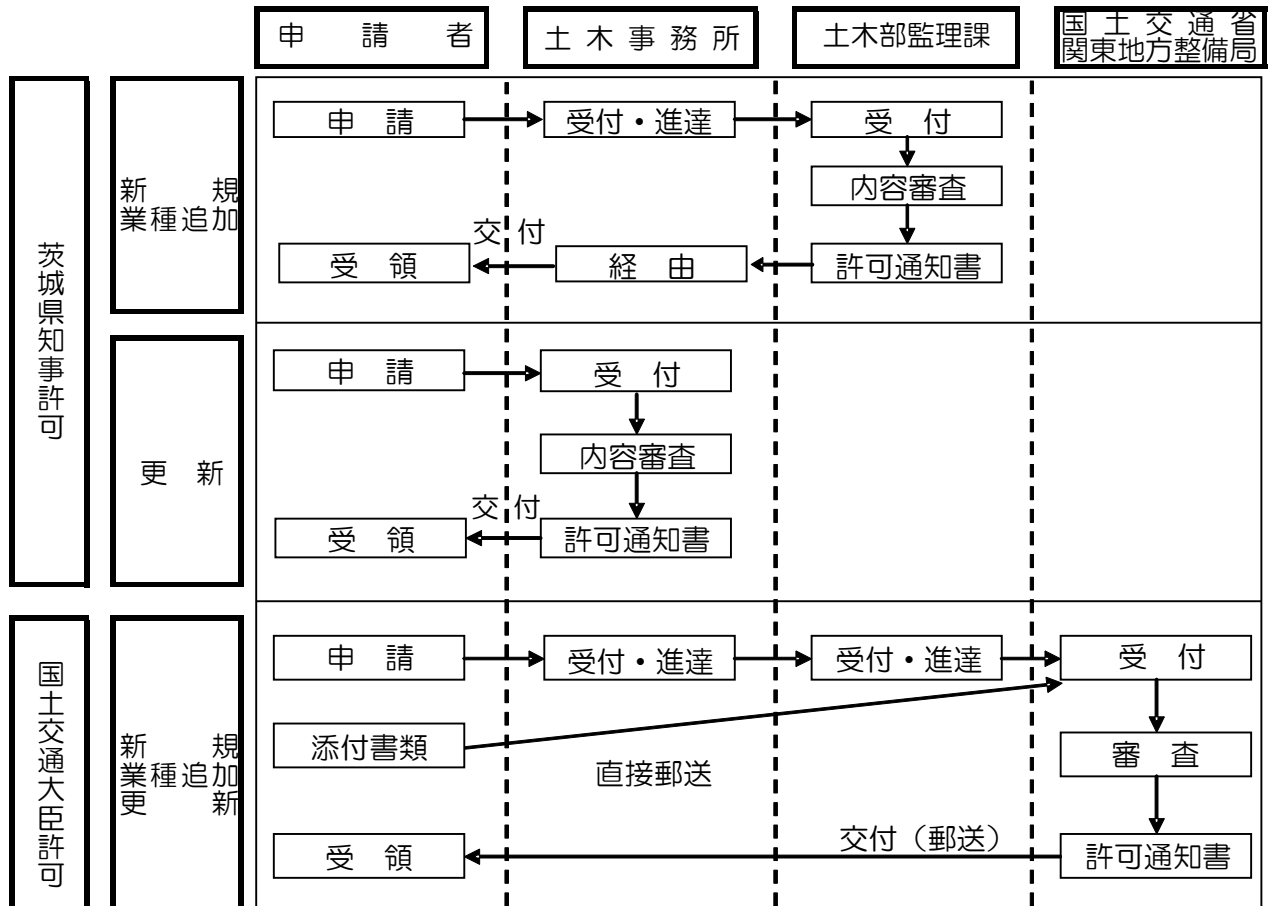 申請者
土木事務所
土木部監理課
国土交通省
関東地方整備局
茨城県知事許可
新規
業種追加
申請
受付・進達
受付
内容審査
交付
受領
経由
許可通知書
更新
申請
受付
内容審査
交付
受領
許可通知書
国土交通大臣許可
新規
業種追加
更新
申請
受付・進達
受付・進達
受付
添付書類
直接郵送
審査
交付（郵送）
受領
許可通知書